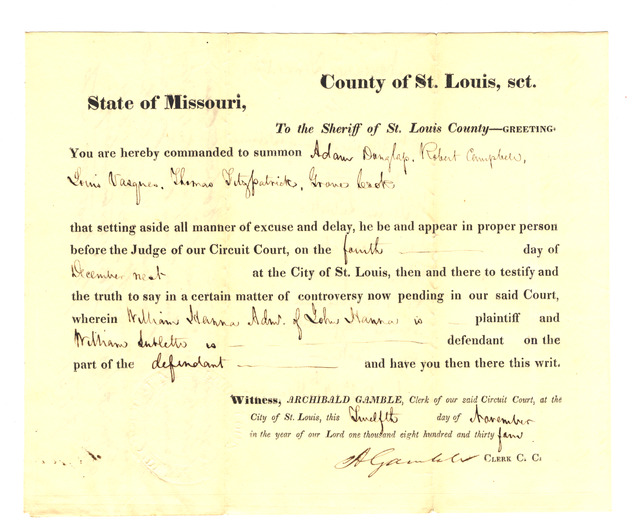 County of St. Louis, sct.
State of Missouri,
To the Sheriff of St. Louis County—GREETING.
You are hereby commanded to summon Adam Dunglap, Robert Campbell,
Louis Vasques, Thomas Fitzpatrick,
that setting aside all manner of excuse and delay, he be and appear in proper person
before the Judge of our Circuit Court, on the fourth day of
December next at the City of St. Louis, then and there to testify and
the truth to say in a certain matter of controversy now pending in our said Court,
wherein William Hanna Admr. of John Hanna is plaintiff and
William Sublette is defendant on the
part of the defendant and have you then there this writ.
Witness, ARCHIBALD GAMBLE, Clerk of our said Circuit Court, at the
City of St. Louis, this Twelfth day of November
in the year of our Lord one thousand eight hundred and thirty four
A Gamble CLERK C. C.